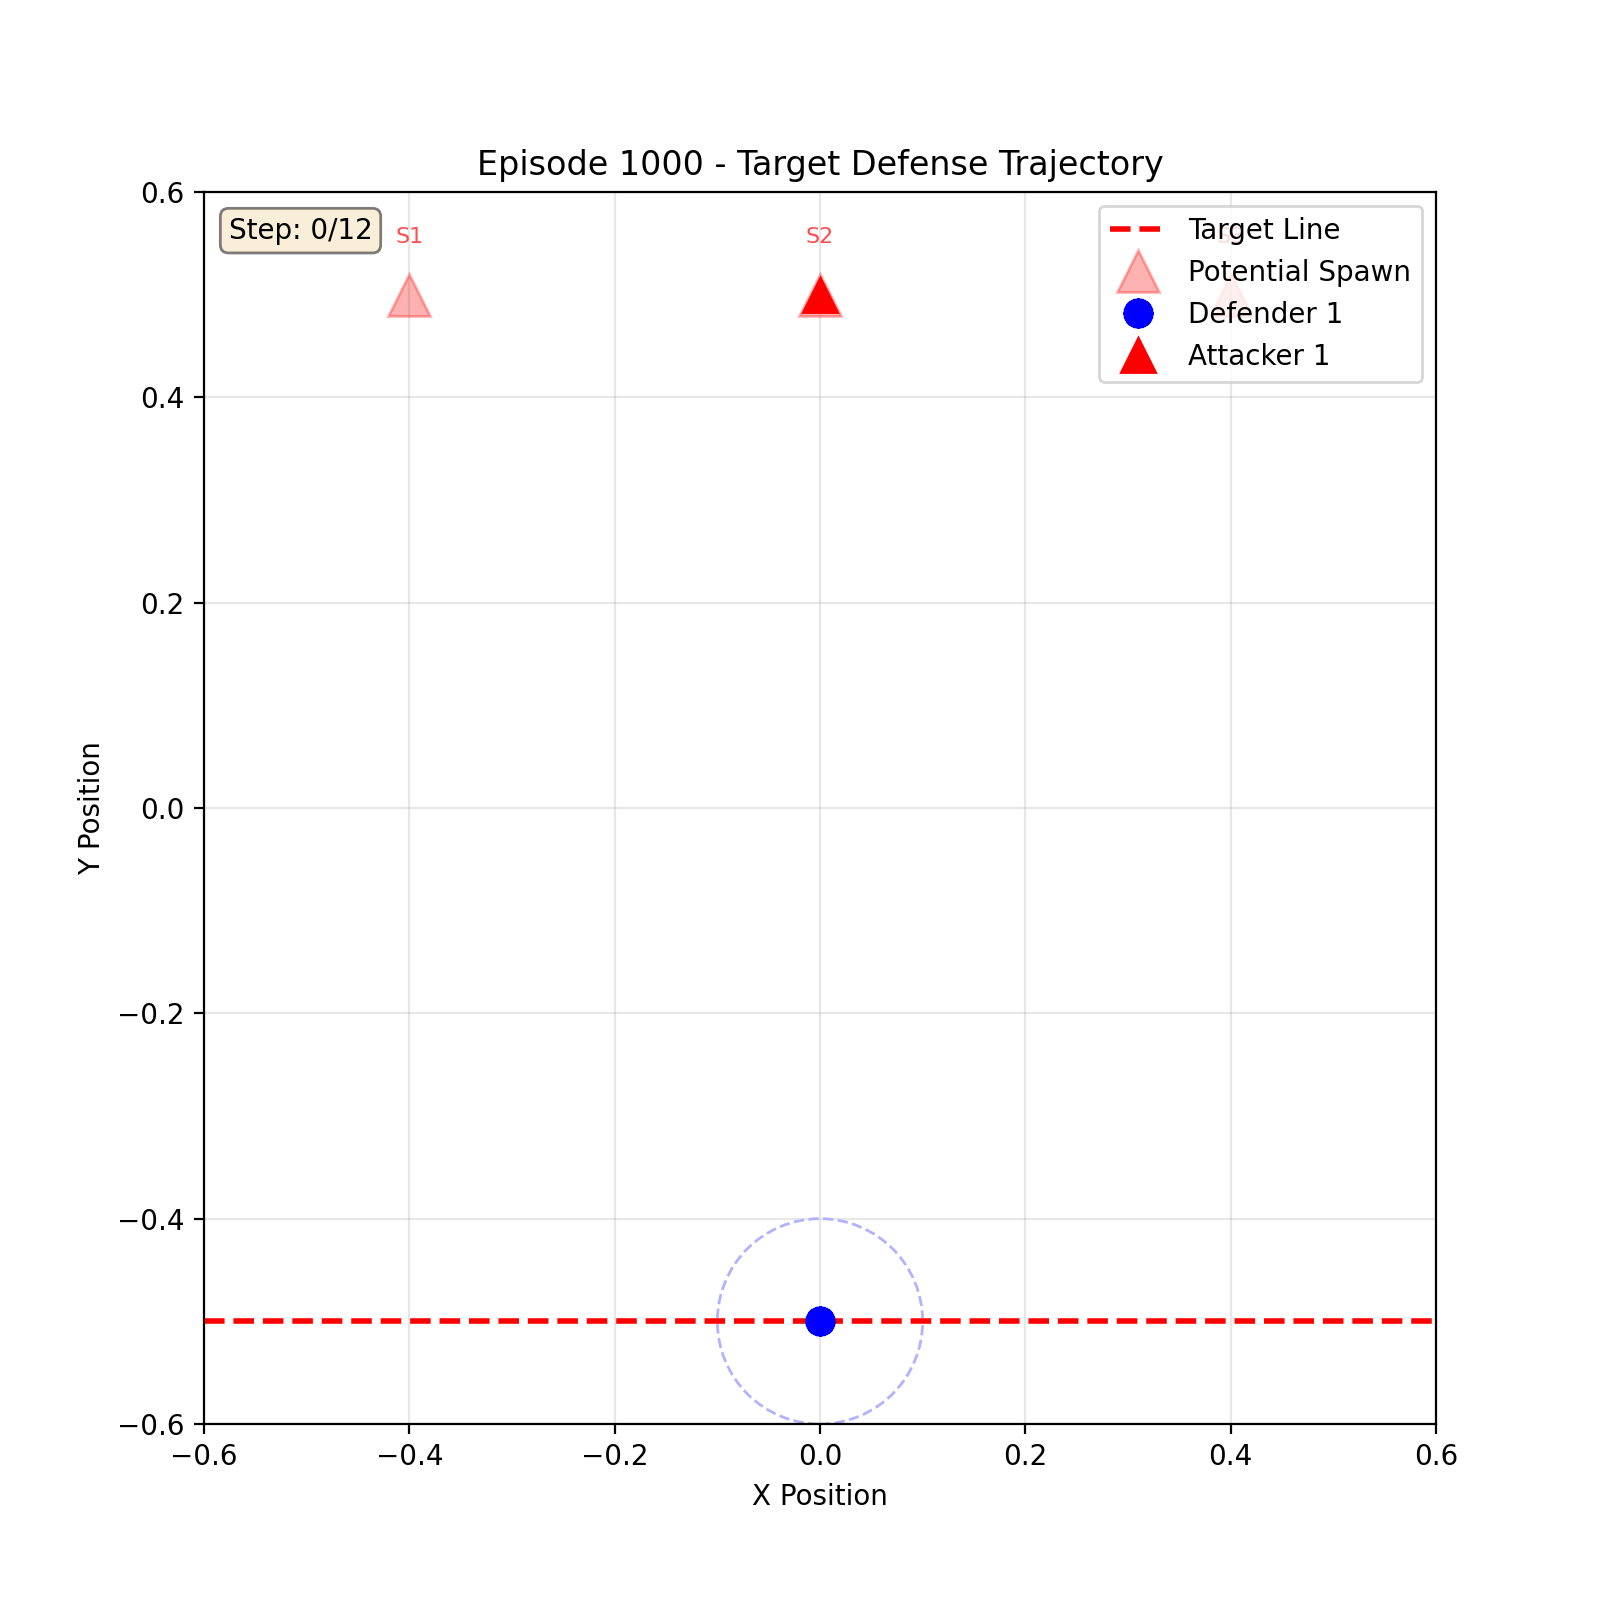 Episode 1000 - Target Defense Trajectory
Step: 0/12
S1
S2
Target Line
Potential Spawn
Defender 1
Attacker 1
0.6
0.4
0.2
0.0
−0.2
−0.4
−0.6
Y Position
−0.6
−0.4
−0.2
0.0
0.2
0.4
0.6
X Position